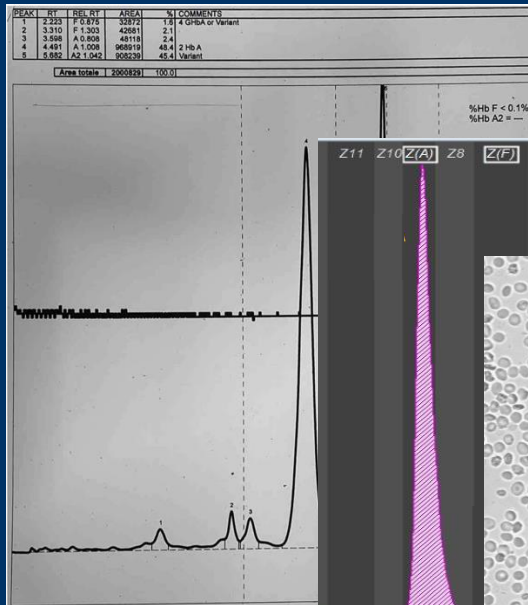 PEAK RT REL RT AREA % COMMENTS
1 2.223 F 0.875 32872 1.6 4 GHbA or Variant
2 3.310 F 1.303 42681 2.1
3 3.598 A 0.808 48118 2.4
4 4.491 A 1.008 968919 48.4 2 Hb A
5 5.682 A2 1.042 908239 45.4 Variant
Area totale 2000829 100.0
%Hb F < 0.1%
%Hb A2 = ---
4
Z11 Z10 Z(A) Z8 Z(F)
1 2 3